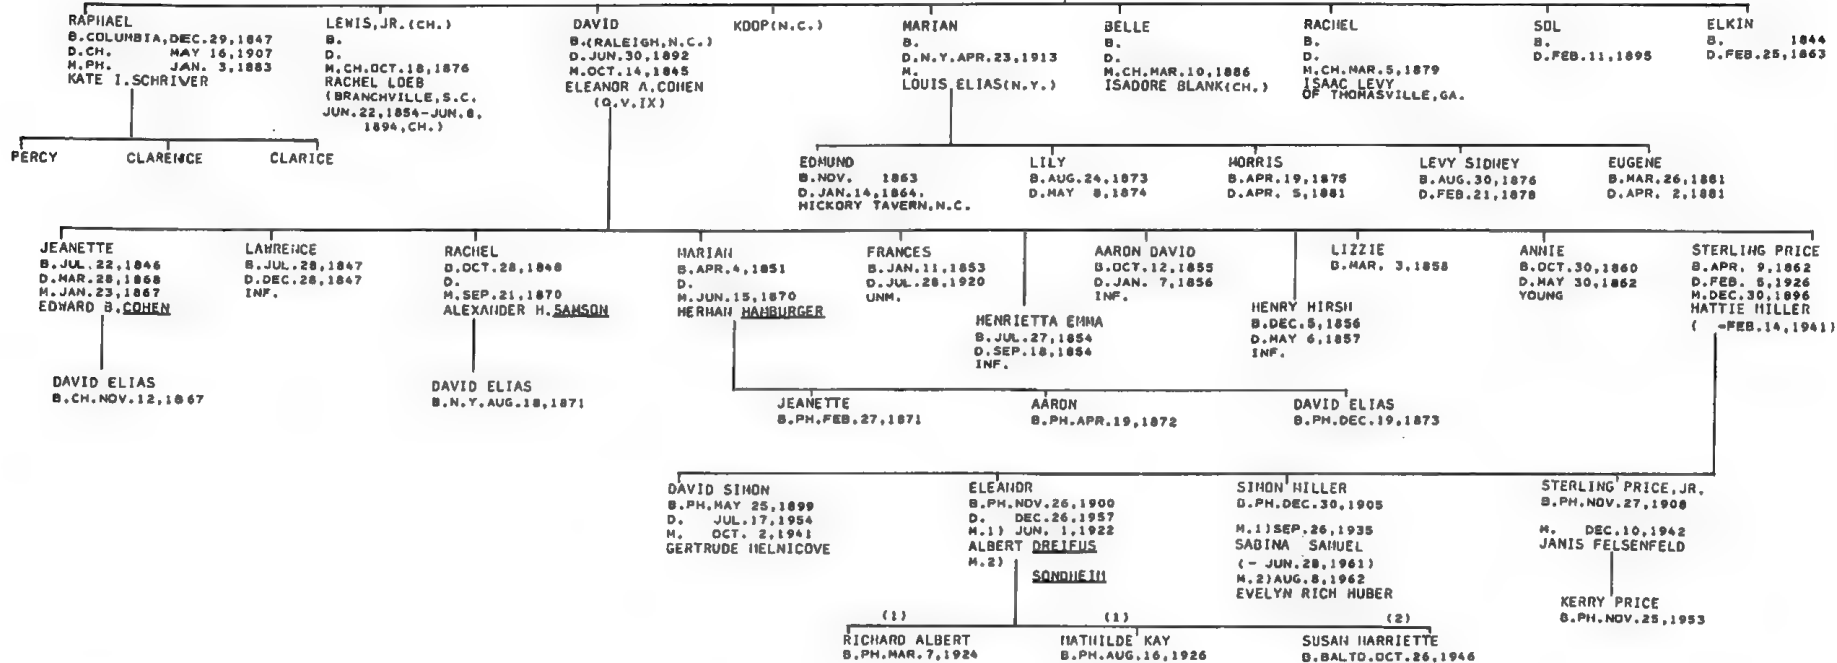 RAPHAEL
B.COLUMBIA,DEC.29,1847
D.CH. MAY 16,1907
M.PH. JAN. 3,1883
KATE I.SCHRIVER
LEWIS,JR.(CH.)
B.
D.
M.CH.OCT.18,1876
RACHEL LOEB
(BRANCHVILLE,S.C.
JUN.22,1854-JUN.8,
1894,CH.)
DAVID
B.(RALEIGH,N.C.)
D.JUN.30,1892
M.OCT.14,1845
ELEANOR A.COHEN
(Q.V.IX)
KOOP(N.C.)
MARIAN
B.
D.N.Y.APR.23,1913
M.
LOUIS ELIAS(N.Y.)
BELLE
B.
D.
M.CH.MAR.10,1886
ISADORE BLANK(CH.)
RACHEL
B.
D.
M.CH.MAR.5,1879
ISAAC LEVY
OF THOMASVILLE,GA.
SOL
B.
D.FEB.11,1895
ELKIN
B. 1844
D.FEB.25,1863
PERCY
CLARENCE
CLARICE
EDMUND
B.NOV. 1863
D.JAN.14,1864.
HICKORY TAVERN,N.C.
LILY
B.AUG.24,1873
D.MAY 8,1874
MORRIS
B.APR.19,1875
D.APR. 5,1881
LEVY SIDNEY
B.AUG.30,1876
D.FEB.21,1878
EUGENE
B.MAR.26,1881
D.APR. 2,1881
JEANETTE
B.JUL.22,1846
D.MAR.28,1868
M.JAN.23,1867
EDWARD B.COHEN
LAWRENCE
B.JUL.28,1847
D.DEC.28,1847
INF.
RACHEL
B.OCT.28,1848
D.
M.SEP.21,1870
ALEXANDER H.SAMSON
MARIAN
B.APR.4,1851
D.
M.JUN.15,1870
HERMAN HAMBURGER
FRANCES
B.JAN.11,1853
D.JUL.28,1920
UNM.
HENRIETTA EMMA
B.JUL.27,1854
D.SEP.18,1854
INF.
AARON DAVID
B.OCT.12,1855
D.JAN. 7,1856
INF.
HENRY HIRSH
B.DEC.5,1856
D.MAY 6,1857
INF.
LIZZIE
B.MAR. 3,1858
ANNIE
B.OCT.30,1860
D.MAY 30,1862
YOUNG
STERLING PRICE
B.APR. 9,1862
D.FEB. 5,1926
M.DEC.30,1896
HATTIE MILLER
( -FEB.14,1941)
DAVID ELIAS
B.CH.NOV.12,1867
DAVID ELIAS
B.N.Y.AUG.18,1871
JEANETTE
B.PH.FEB.27,1871
AARON
B.PH.APR.19,1872
DAVID ELIAS
B.PH.DEC.19,1873
DAVID SIMON
B.PH.MAY 25,1899
D. JUL.17,1954
M. OCT. 2,1941
GERTRUDE MELNICOVE
ELEANOR
B.PH.NOV.26,1900
D. DEC.26,1957
M.1) JUN. 1,1922
ALBERT DREIFUS
M.2)
SONDHEIM
SIMON MILLER
B.PH.DEC.30,1905
M.1)SEP.26,1935
SABINA SAMUEL
(- JUN.28,1961)
M.2)AUG.8,1962
EVELYN RICH HUBER
STERLING PRICE,JR.
B.PH.NOV.27,1908
M. DEC.10,1942
JANIS FELSENFELD
KERRY PRICE
B.PH.NOV.25,1953
(1)
RICHARD ALBERT
B.PH.MAR.7,1924
(1)
MATHILDE KAY
B.PH.AUG.16,1926
(2)
SUSAN HARRIETTE
B.BALTO.OCT.26,1946